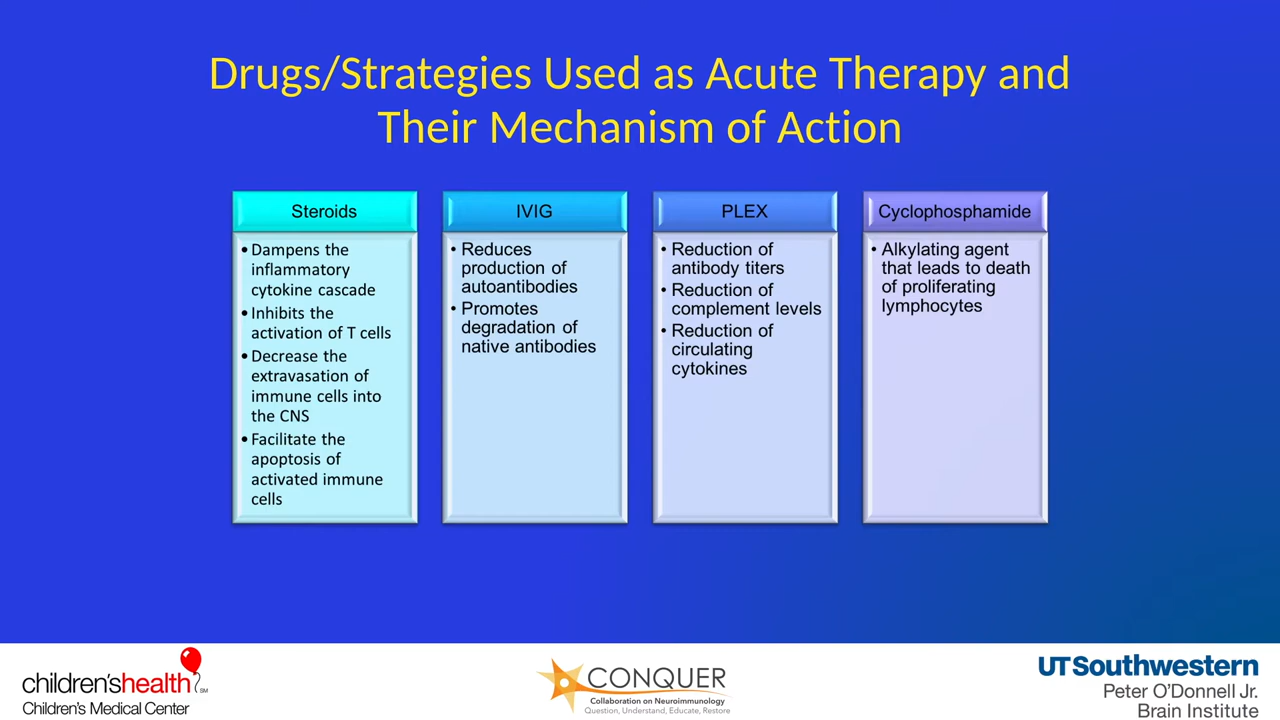 Drugs/Strategies Used as Acute Therapy and
Their Mechanism of Action
Steroids
• Dampens the
inflammatory
cytokine cascade
• Inhibits the
activation of T cells
• Decrease the
extravasation of
immune cells into
the CNS
• Facilitate the
apoptosis of
activated immune
cells
IVIG
• Reduces
production of
autoantibodies
• Promotes
degradation of
native antibodies
PLEX
• Reduction of
antibody titers
• Reduction of
complement levels
• Reduction of
circulating
cytokines
Cyclophosphamide
• Alkylating agent
that leads to death
of proliferating
lymphocytes
children'shealth SM
Children's Medical Center
CONQUER
Collaboration on Neuroimmunology
Question, Understand, Educate, Restore
UTSouthwestern
Peter O'Donnell Jr.
Brain Institute